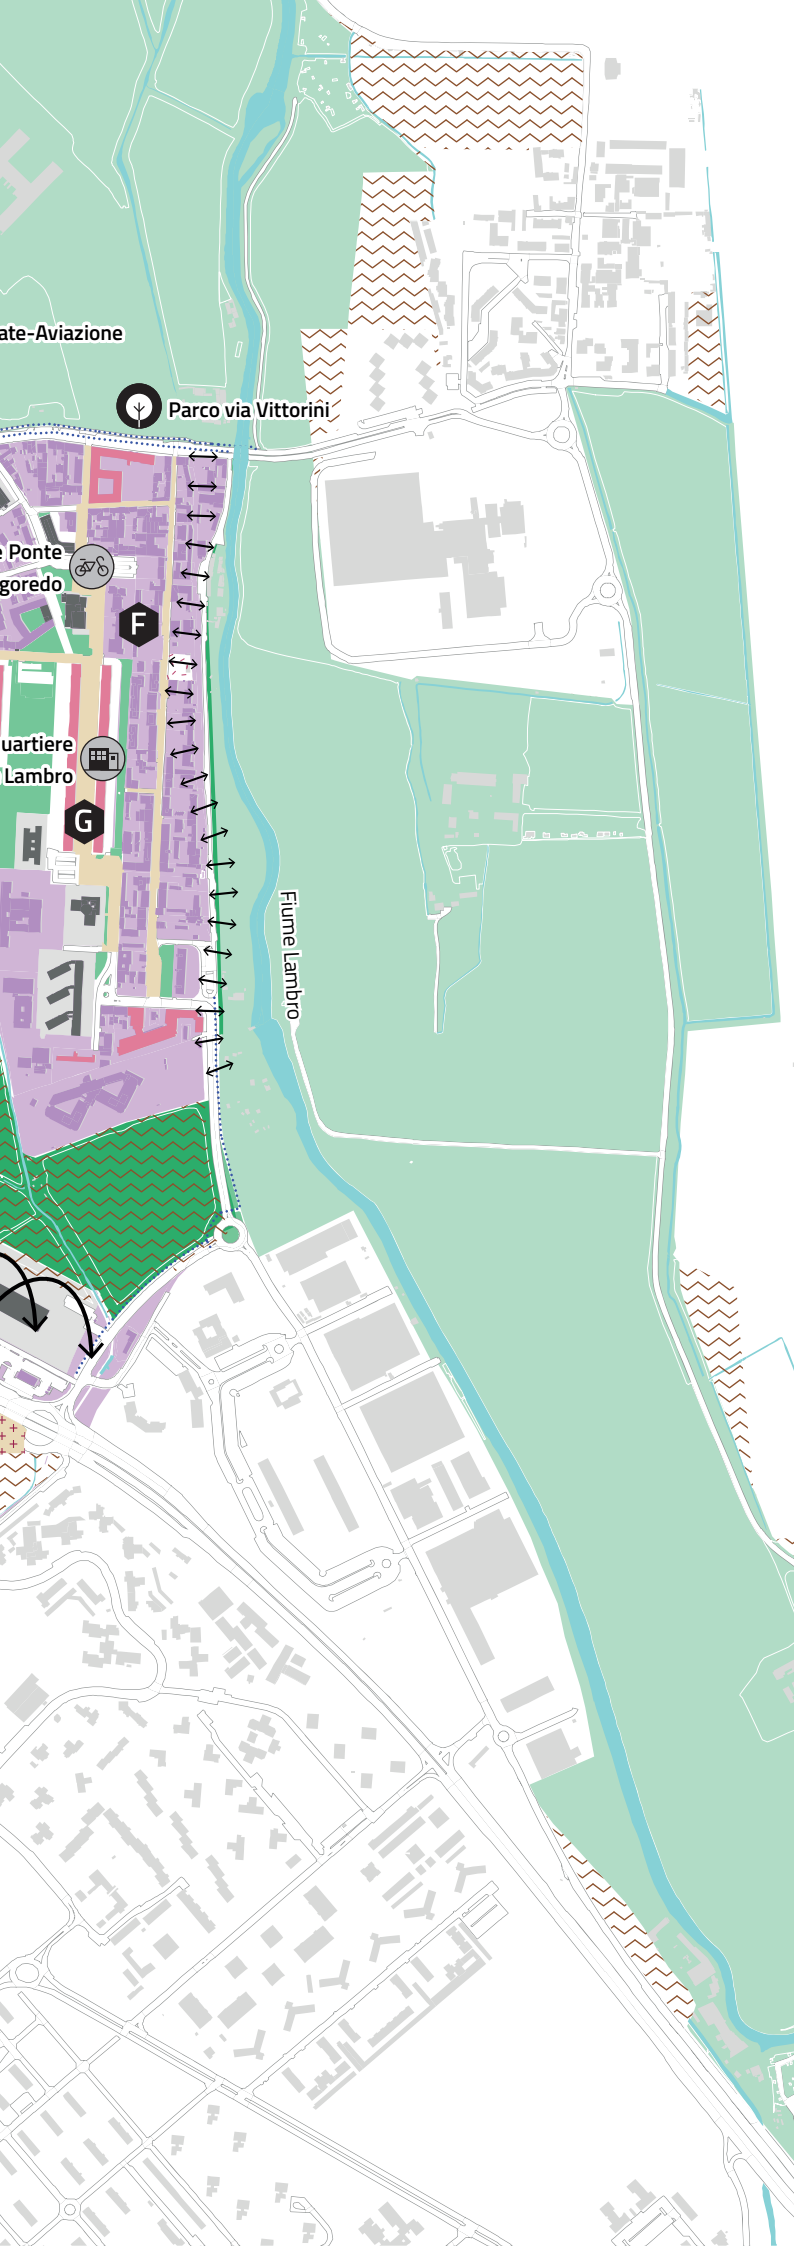 ate-Aviazione
Parco via Vittorini
e Ponte
goredo
F
uartiere
Lambro
G
Fiume Lambro